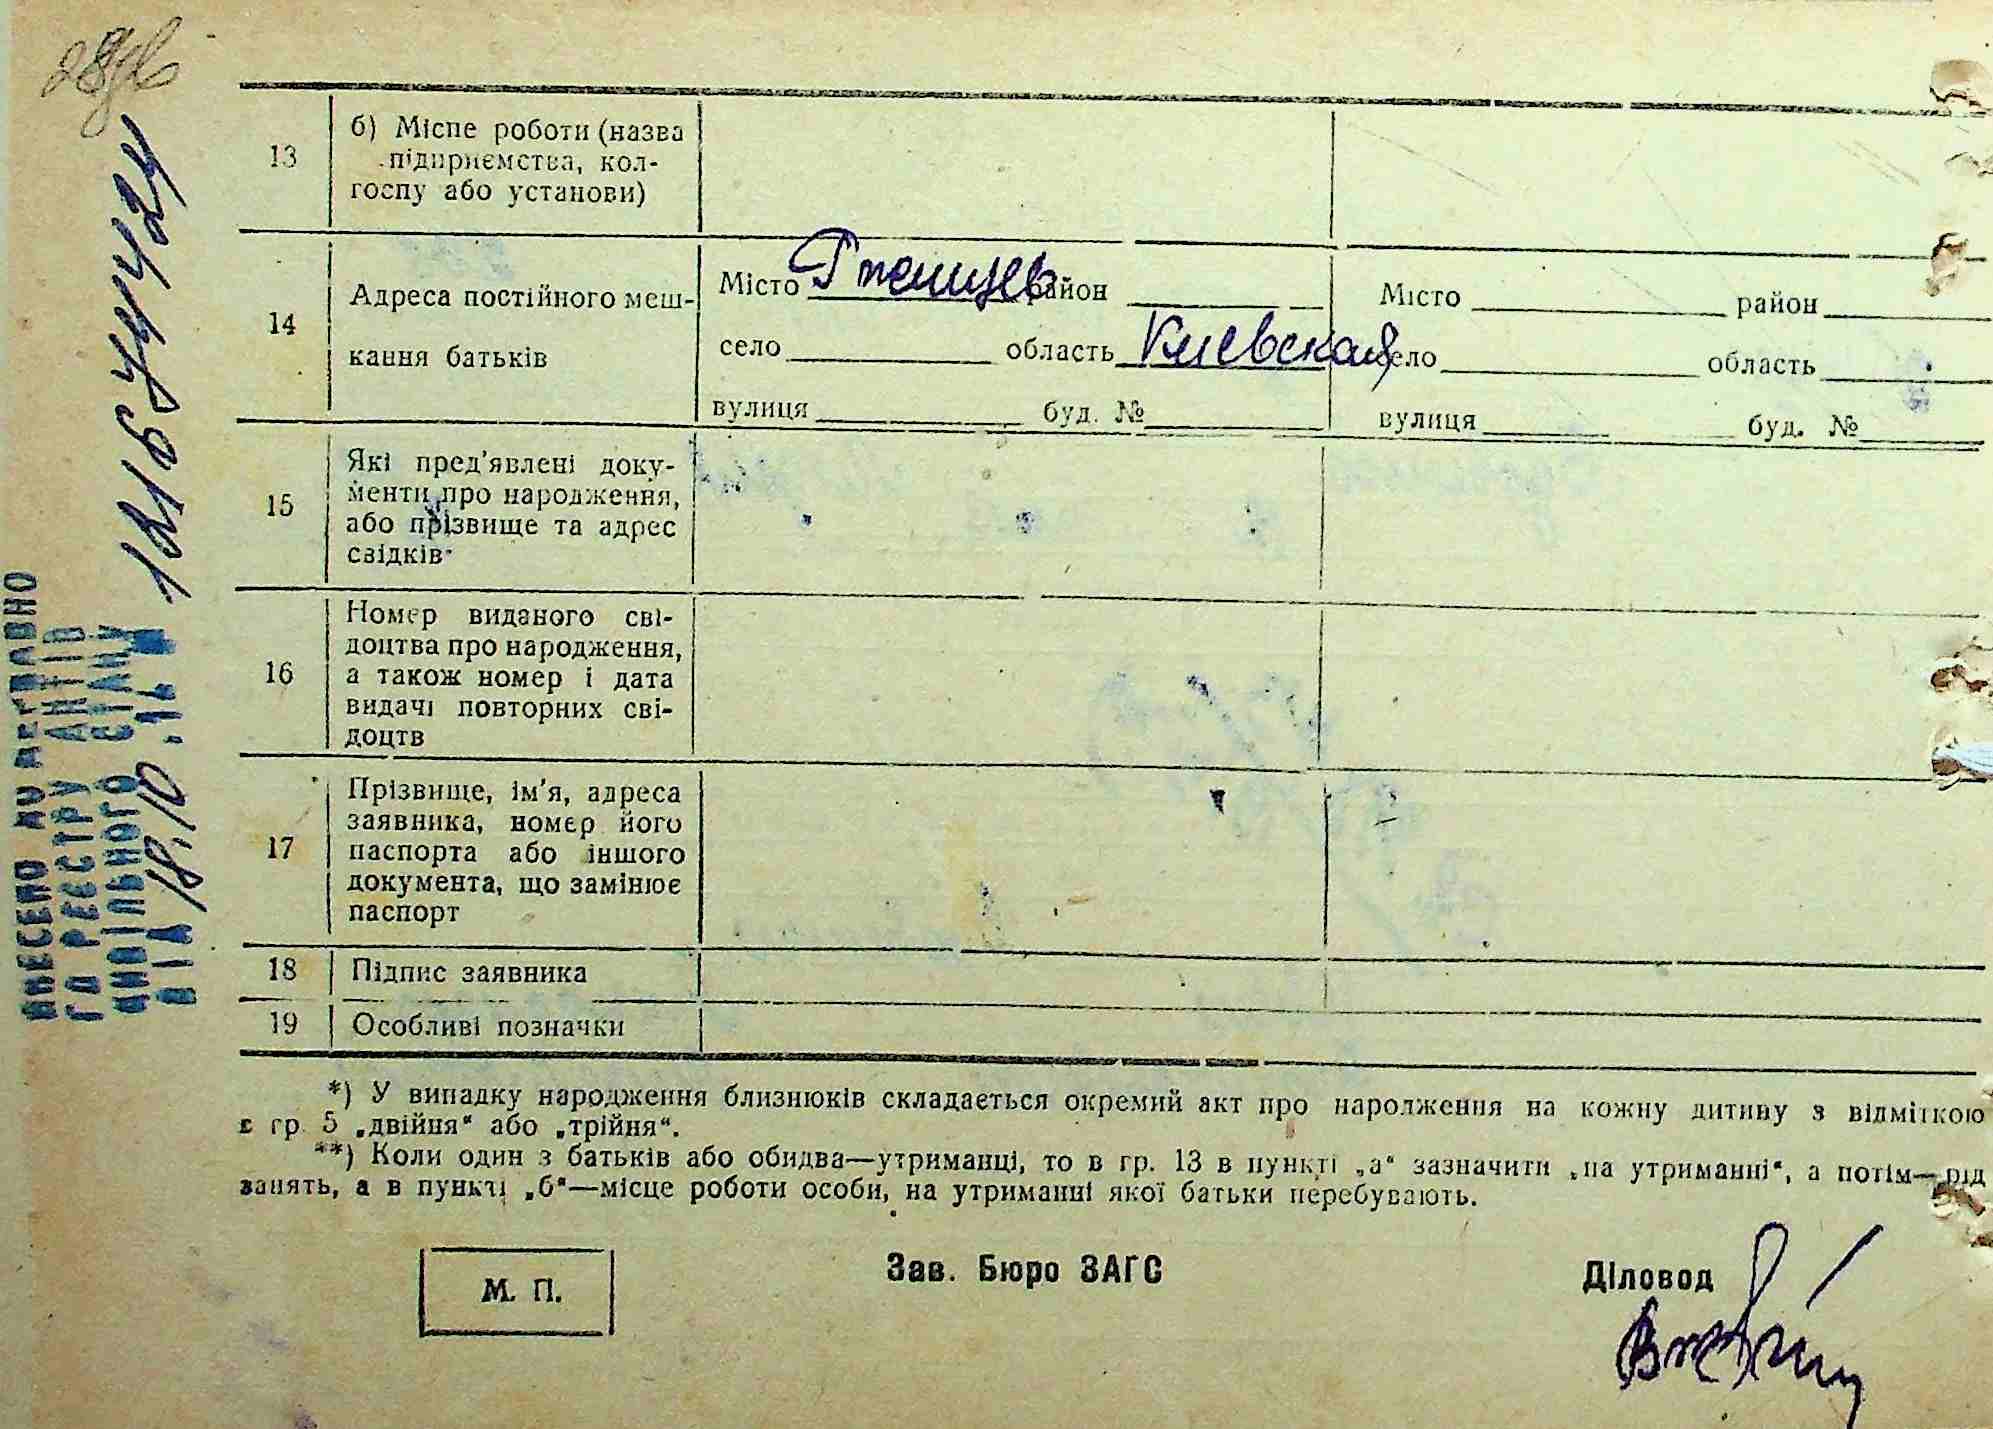 13
б) Місце роботи (назва
підприємства, кол-
госпу або установи)
14
Адреса постійного меш-
кання батьків
Місто Ржищев район
село область Киевская
вулиця буд. №
Місто район
село область
вулиця буд. №
15
Які пред'явлені доку-
менти про народження,
або прізвище та адрес
свідків
16
Номер виданого сві-
доцтва про народження,
а також номер і дата
видачі повторних сві-
доцтв
17
Прізвище, ім'я, адреса
заявника, номер його
паспорта або іншого
документа, що замінює
паспорт
18
Підпис заявника
19
Особливі позначки
*) У випадку народження близнюків складається окремий акт про народження на кожну дитину з відміткою
в гр. 5 „двійня“ або „трійня“.
**) Коли один з батьків або обидва—утриманці, то в гр. 13 в пункті „а“ зазначити „на утриманні“, а потім—рід
занять, а в пункті „б“—місце роботи особи, на утриманні якої батьки перебувають.
М. П.
Зав. Бюро ЗАГС
Діловод
ВНЕСЕНО ДО ДЕРЖАВНО
ГО РЕЄСТРУ АКТІВ
ЦИВІЛЬНОГО СТАНУ
ВІД 18.10.